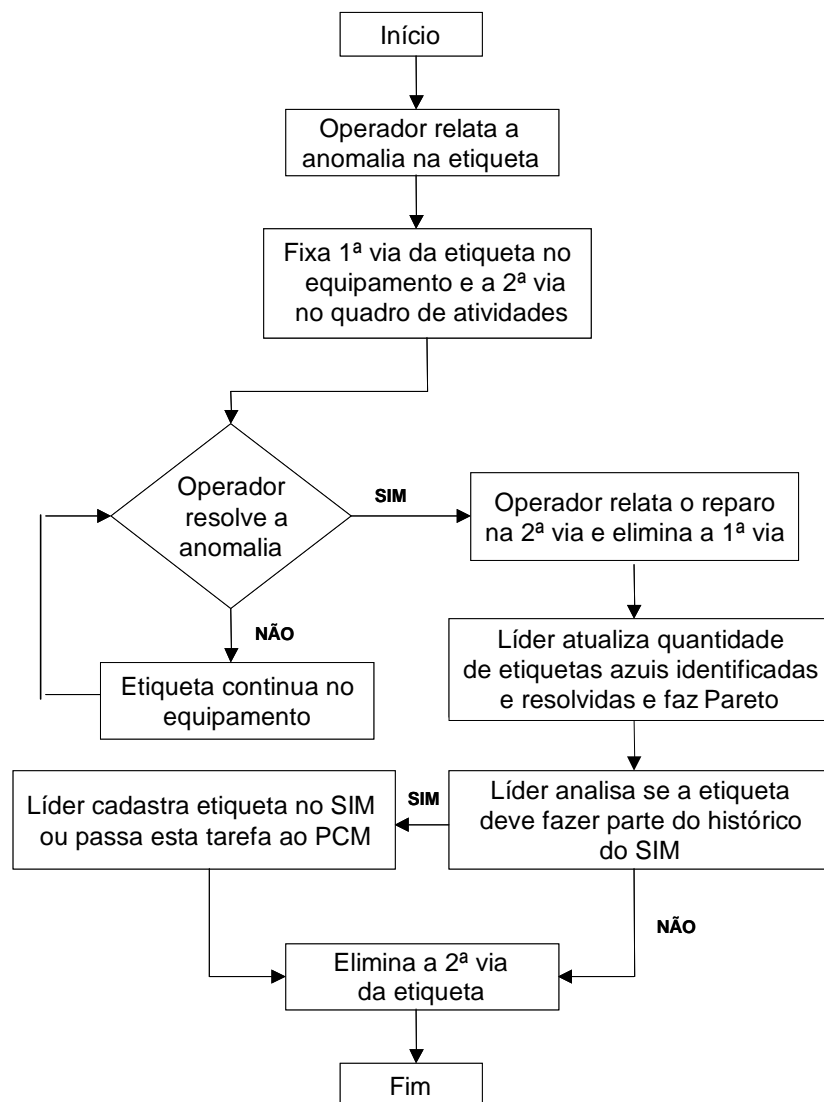 Início
Operador relata a
anomalia na etiqueta
Fixa 1ª via da etiqueta no
equipamento e a 2ª via
no quadro de atividades
Operador
resolve a
anomalia
SIM
Operador relata o reparo
na 2ª via e elimina a 1ª via
NÃO
Etiqueta continua no
equipamento
Líder atualiza quantidade
de etiquetas azuis identificadas
e resolvidas e faz Pareto
Líder analisa se a etiqueta
deve fazer parte do histórico
do SIM
SIM
Líder cadastra etiqueta no SIM
ou passa esta tarefa ao PCM
NÃO
Elimina a 2ª via
da etiqueta
Fim